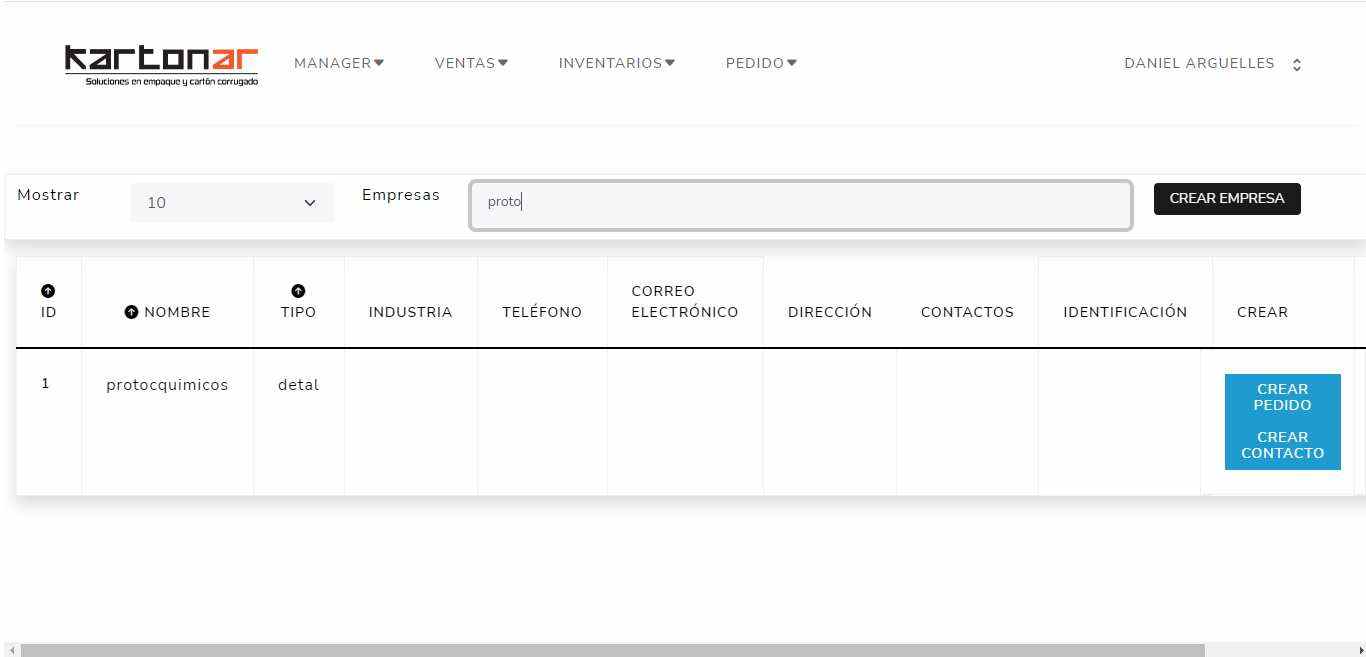 kartonar
Soluciones en empaque y cartón corrugado
MANAGER
VENTAS
INVENTARIOS
PEDIDO
DANIEL ARGUELLES
Mostrar
10
Empresas
proto
CREAR EMPRESA
ID
NOMBRE
TIPO
INDUSTRIA
TELÉFONO
CORREO
ELECTRÓNICO
DIRECCIÓN
CONTACTOS
IDENTIFICACIÓN
CREAR
1
protocquimicos
detal
CREAR
PEDIDO
CREAR
CONTACTO